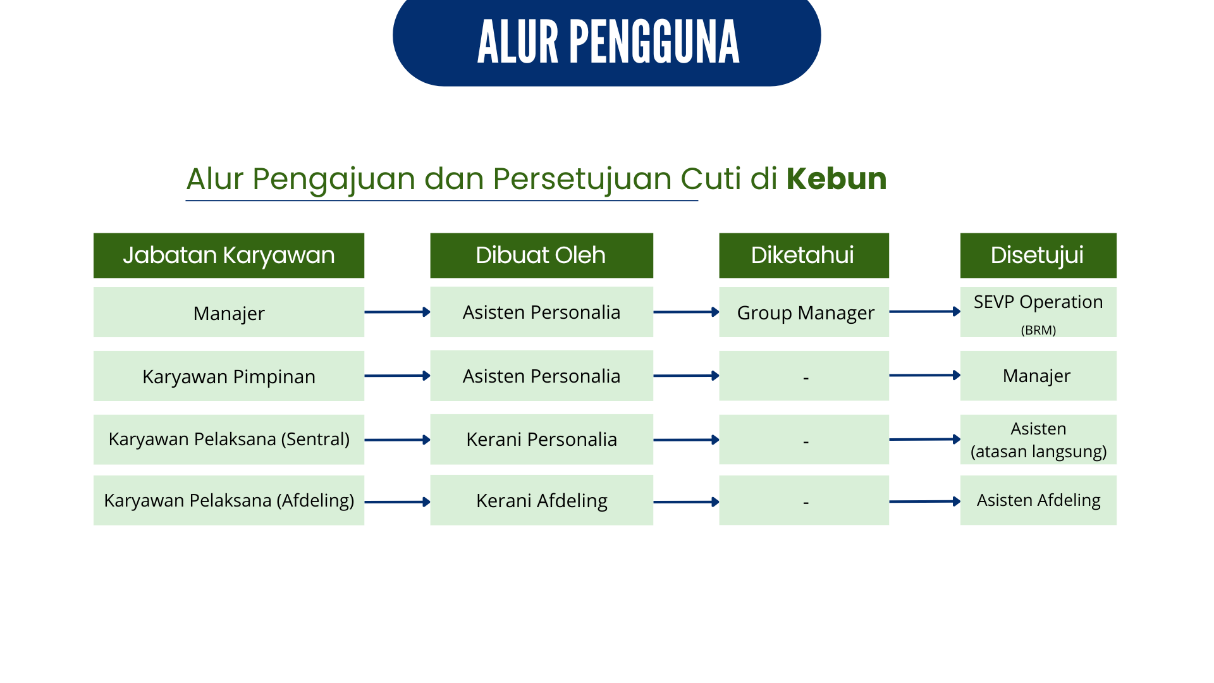 ALUR PENGGUNA
Alur Pengajuan dan Persetujuan Cuti di Kebun
Jabatan Karyawan
Dibuat Oleh
Diketahui
Disetujui
Manajer
Asisten Personalia
Group Manager
SEVP Operation
(BRM)
Karyawan Pimpinan
Asisten Personalia
-
Manajer
Karyawan Pelaksana (Sentral)
Kerani Personalia
-
Asisten
(atasan langsung)
Karyawan Pelaksana (Afdeling)
Kerani Afdeling
-
Asisten Afdeling